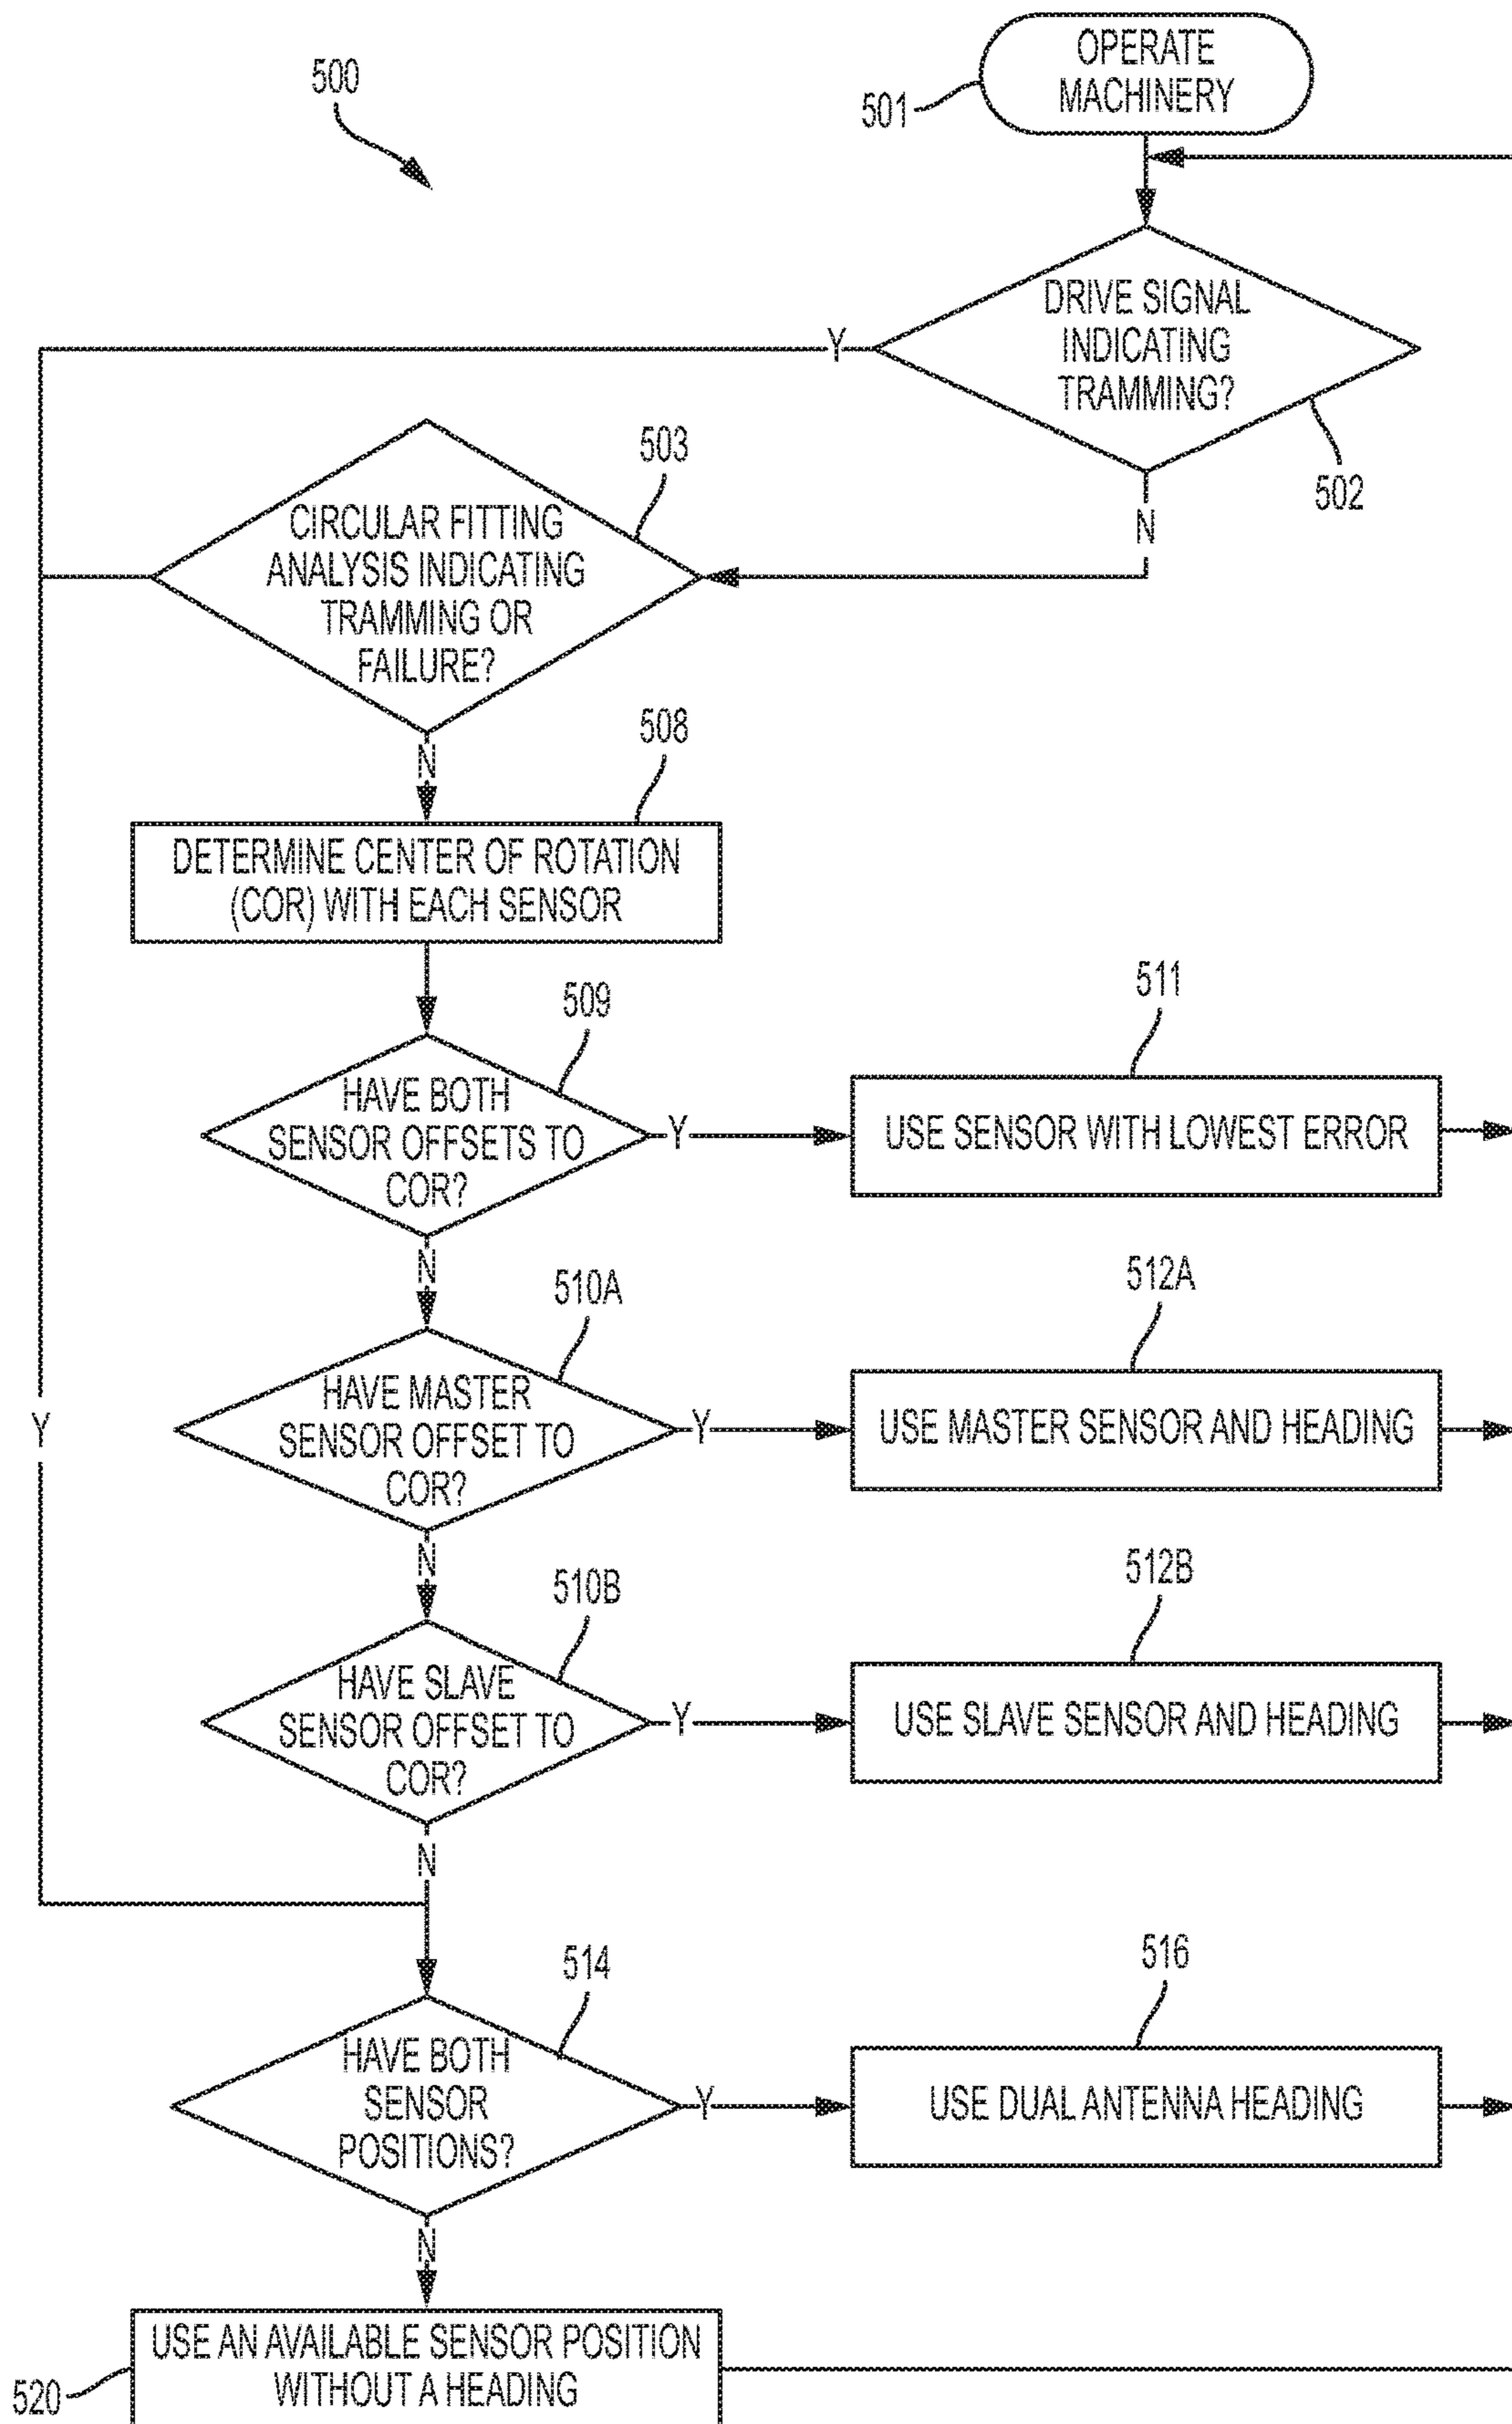 500
OPERATE
MACHINERY
501
DRIVE SIGNAL
INDICATING
TRAMMING?
Y
502
N
503
CIRCULAR FITTING
ANALYSIS INDICATING
TRAMMING OR
FAILURE?
N
508
DETERMINE CENTER OF ROTATION
(COR) WITH EACH SENSOR
509
HAVE BOTH
SENSOR OFFSETS TO
COR?
Y
511
USE SENSOR WITH LOWEST ERROR
N
510A
HAVE MASTER
SENSOR OFFSET TO
COR?
Y
512A
USE MASTER SENSOR AND HEADING
Y
N
510B
HAVE SLAVE
SENSOR OFFSET TO
COR?
Y
512B
USE SLAVE SENSOR AND HEADING
N
514
HAVE BOTH
SENSOR
POSITIONS?
Y
516
USE DUAL ANTENNA HEADING
N
USE AN AVAILABLE SENSOR POSITION
WITHOUT A HEADING
520